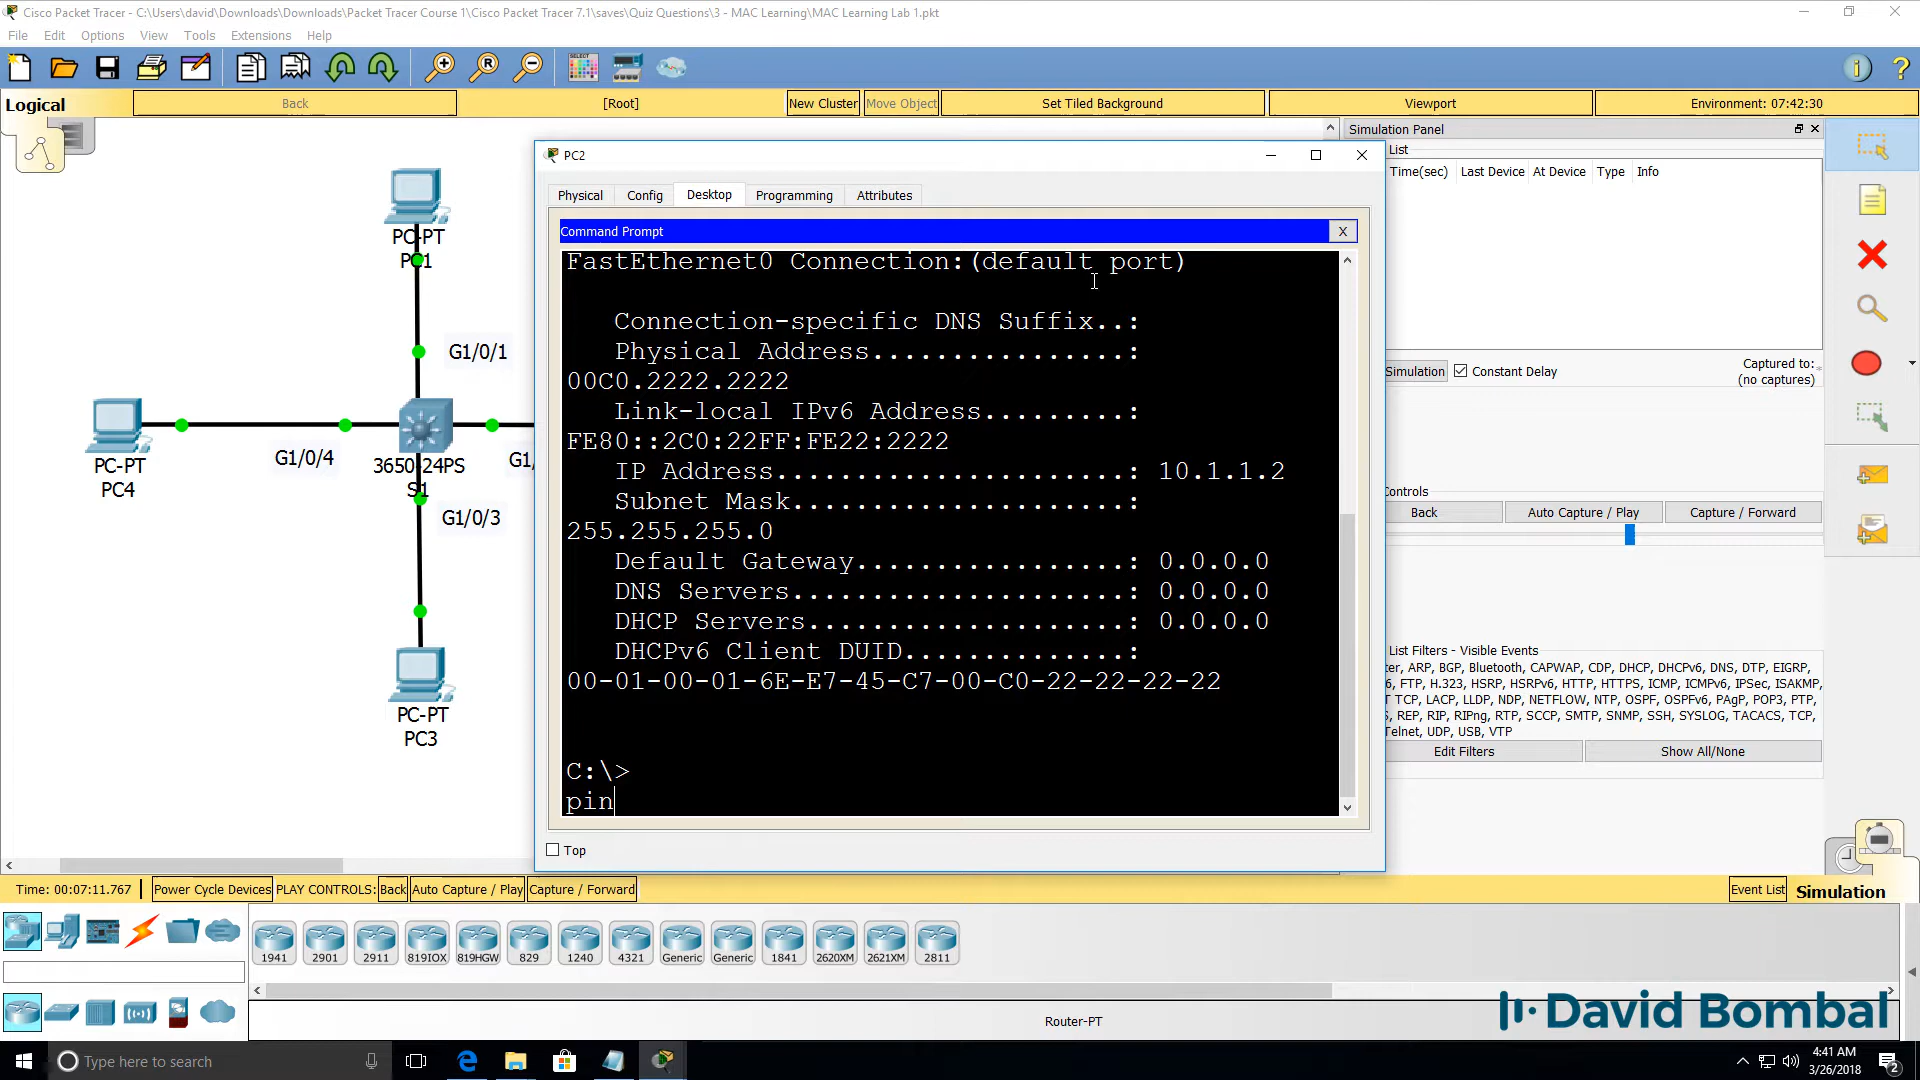 Cisco Packet Tracer - C:\Users\david\Downloads\Downloads\Packet Tracer Course 1\Cisco Packet Tracer 7.1\saves\Quiz Questions\3 - MAC Learning\MAC Learning Lab 1.pkt
File Edit Options View Tools Extensions Help
Logical Back [Root] New Cluster Move Object Set Tiled Background Viewport Environment: 07:42:30
PC-PT
PC1
G1/0/1
PC-PT
PC4
G1/0/4
3650-24PS
S1
G1/
G1/0/3
PC-PT
PC3
PC2
Physical Config Desktop Programming Attributes
Command Prompt X
FastEthernet0 Connection:(default port)
Connection-specific DNS Suffix..:
Physical Address................:
00C0.2222.2222
Link-local IPv6 Address.........:
FE80::2C0:22FF:FE22:2222
IP Address......................: 10.1.1.2
Subnet Mask.....................:
255.255.255.0
Default Gateway.................: 0.0.0.0
DNS Servers.....................: 0.0.0.0
DHCP Servers....................: 0.0.0.0
DHCPv6 Client DUID..............:
00-01-00-01-6E-E7-45-C7-00-C0-22-22-22-22
C:\>
pin
Top
Simulation Panel
List
Time(sec) Last Device At Device Type Info
Simulation Constant Delay Captured to:
(no captures)
Controls
Back Auto Capture / Play Capture / Forward
List Filters - Visible Events
ter, ARP, BGP, Bluetooth, CAPWAP, CDP, DHCP, DHCPv6, DNS, DTP, EIGRP,
6, FTP, H.323, HSRP, HSRPv6, HTTP, HTTPS, ICMP, ICMPv6, IPSec, ISAKMP,
T TCP, LACP, LLDP, NDP, NETFLOW, NTP, OSPF, OSPFv6, PAgP, POP3, PTP,
S, REP, RIP, RIPng, RTP, SCCP, SMTP, SNMP, SSH, SYSLOG, TACACS, TCP,
Telnet, UDP, USB, VTP
Edit Filters Show All/None
Time: 00:07:11.767 Power Cycle Devices PLAY CONTROLS: Back Auto Capture / Play Capture / Forward Event List Simulation
1941 2901 2911 819IOX 819HGW 829 1240 4321 Generic Generic 1841 2620XM 2621XM 2811
Router-PT
David Bombal
Type here to search
4:41 AM
3/26/2018
2